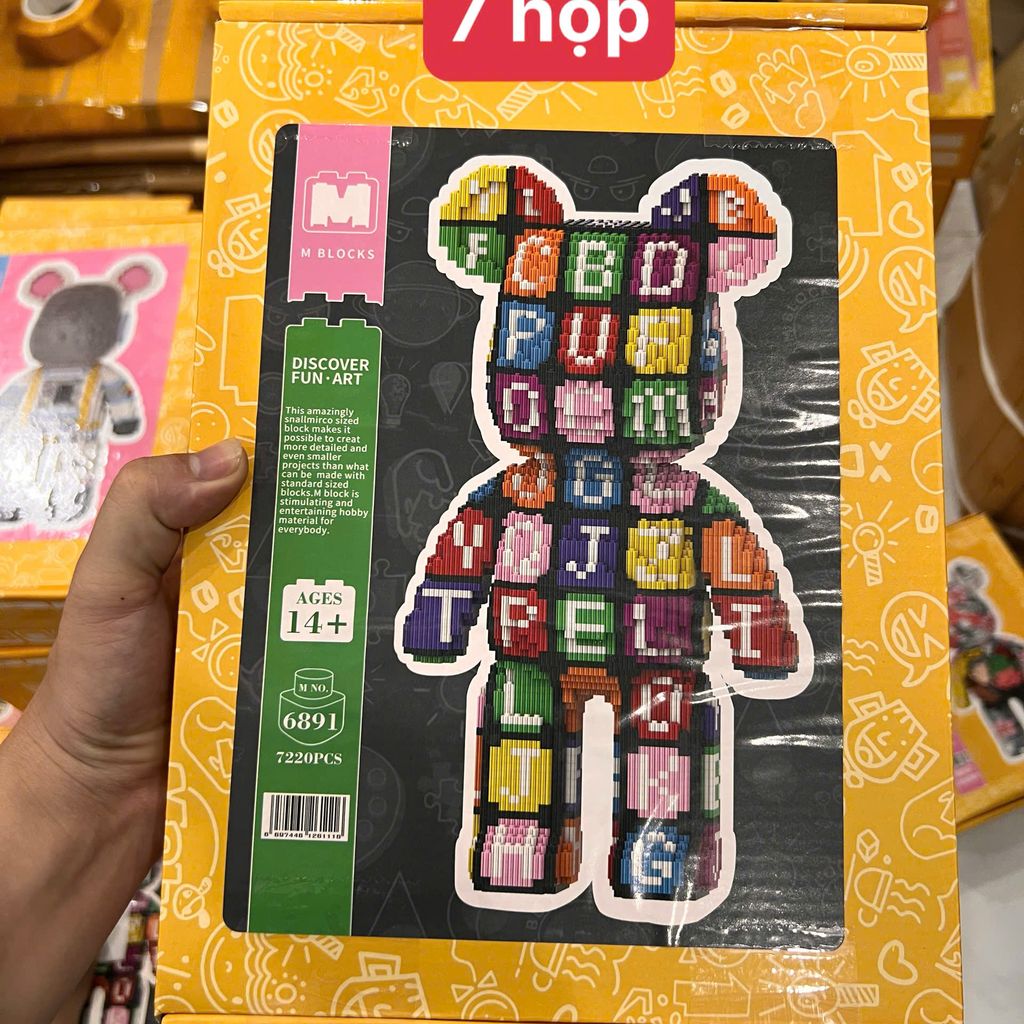 7 hộp
M
M BLOCKS
DISCOVER
FUN·ART
This amazingly
snallmirco sized
block makes it
possible to creat
more detailed and
even smaller
projects than what
can be made with
standard sized
blocks.M block is
stimulating and
entertaining hobby
material for
everybody.
AGES
14+
M NO.
6891
7220PCS
F C B D C
P U F
O C M
J G C
Y Q J Z L
T R E L I
L O
J K
M G